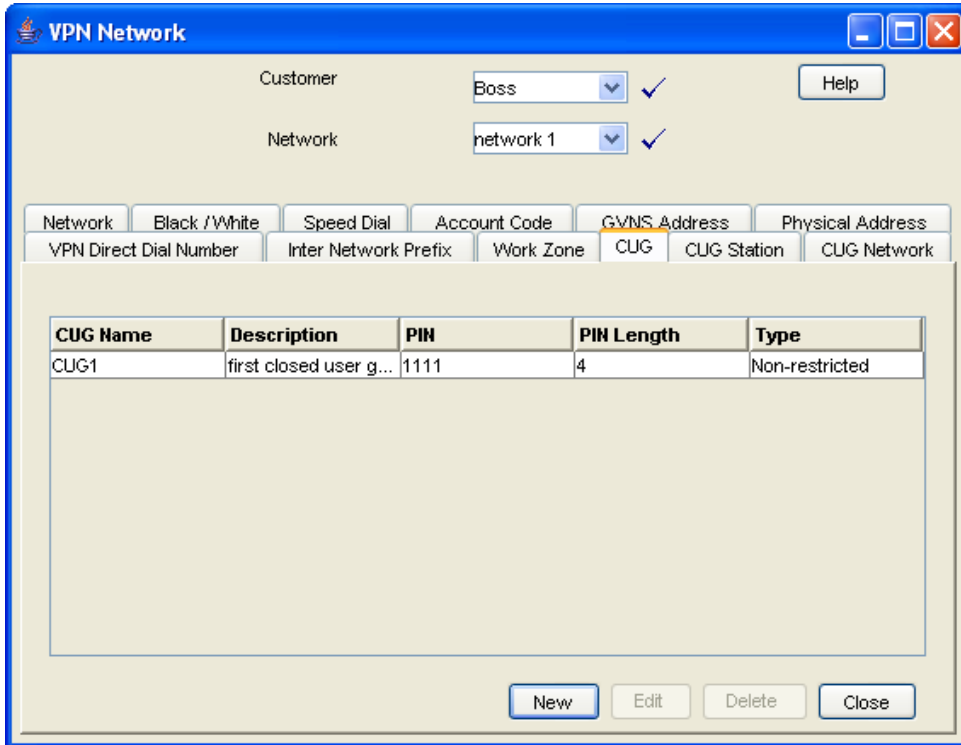 VPN Network
Customer Boss Help
Network network 1
Network Black / White Speed Dial Account Code GVNS Address Physical Address
VPN Direct Dial Number Inter Network Prefix Work Zone CUG CUG Station CUG Network
CUG Name Description PIN PIN Length Type
CUG1 first closed user g... 1111 4 Non-restricted
New Edit Delete Close